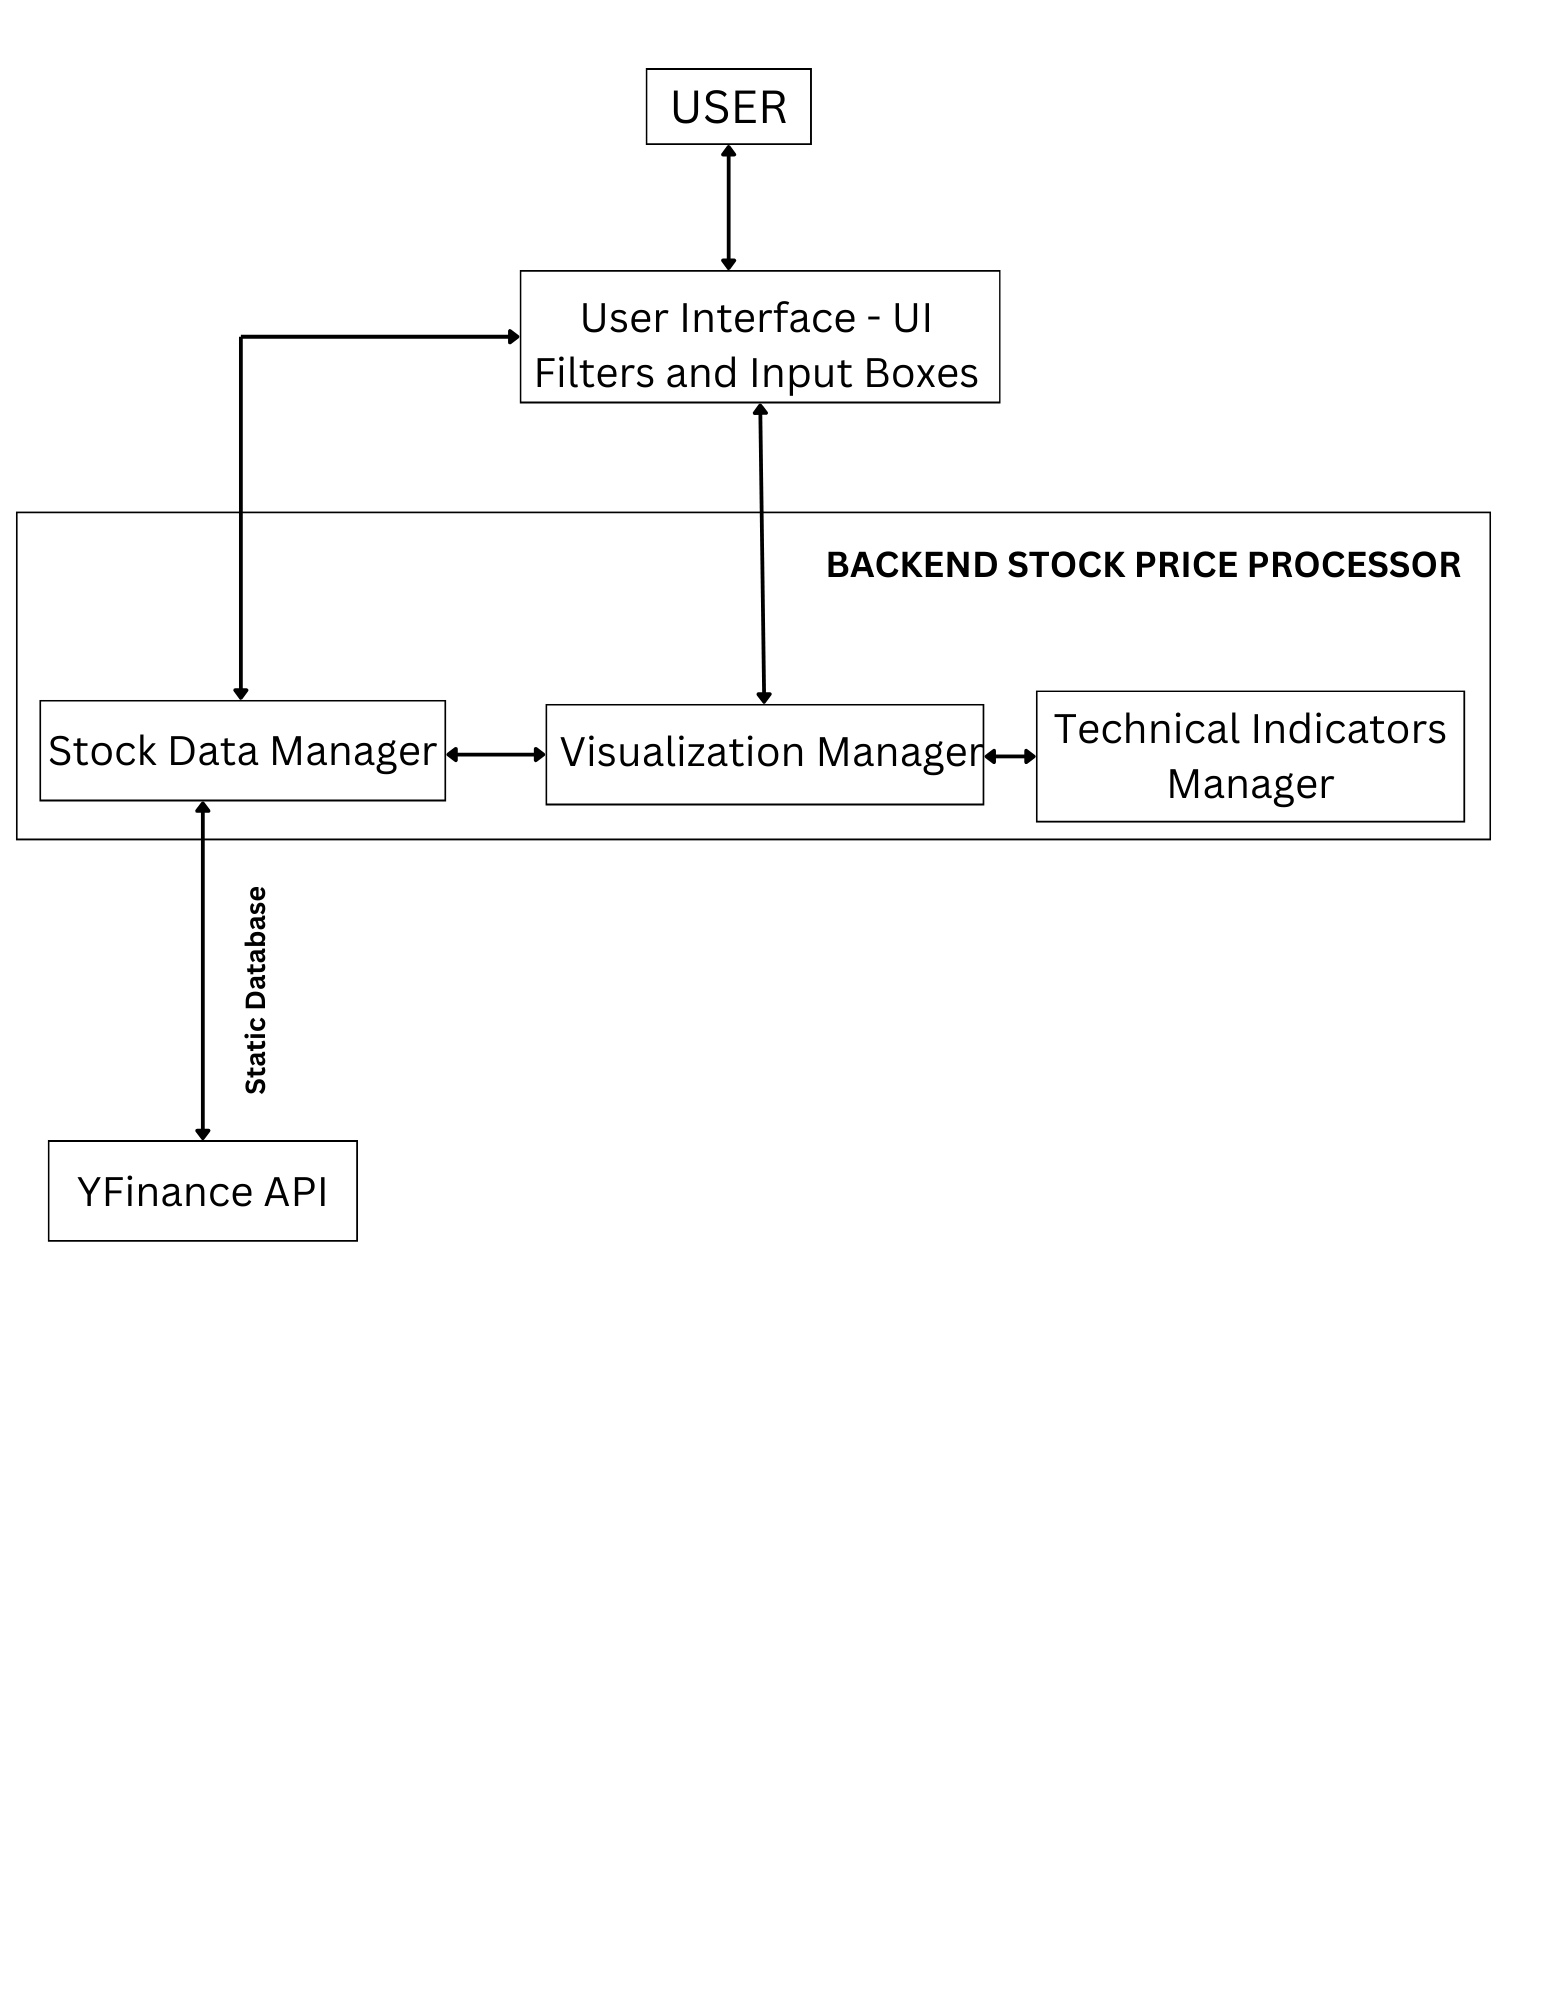 USER
User Interface - UI
Filters and Input Boxes
BACKEND STOCK PRICE PROCESSOR
Stock Data Manager
Visualization Manager
Technical Indicators
Manager
Static Database
YFinance API